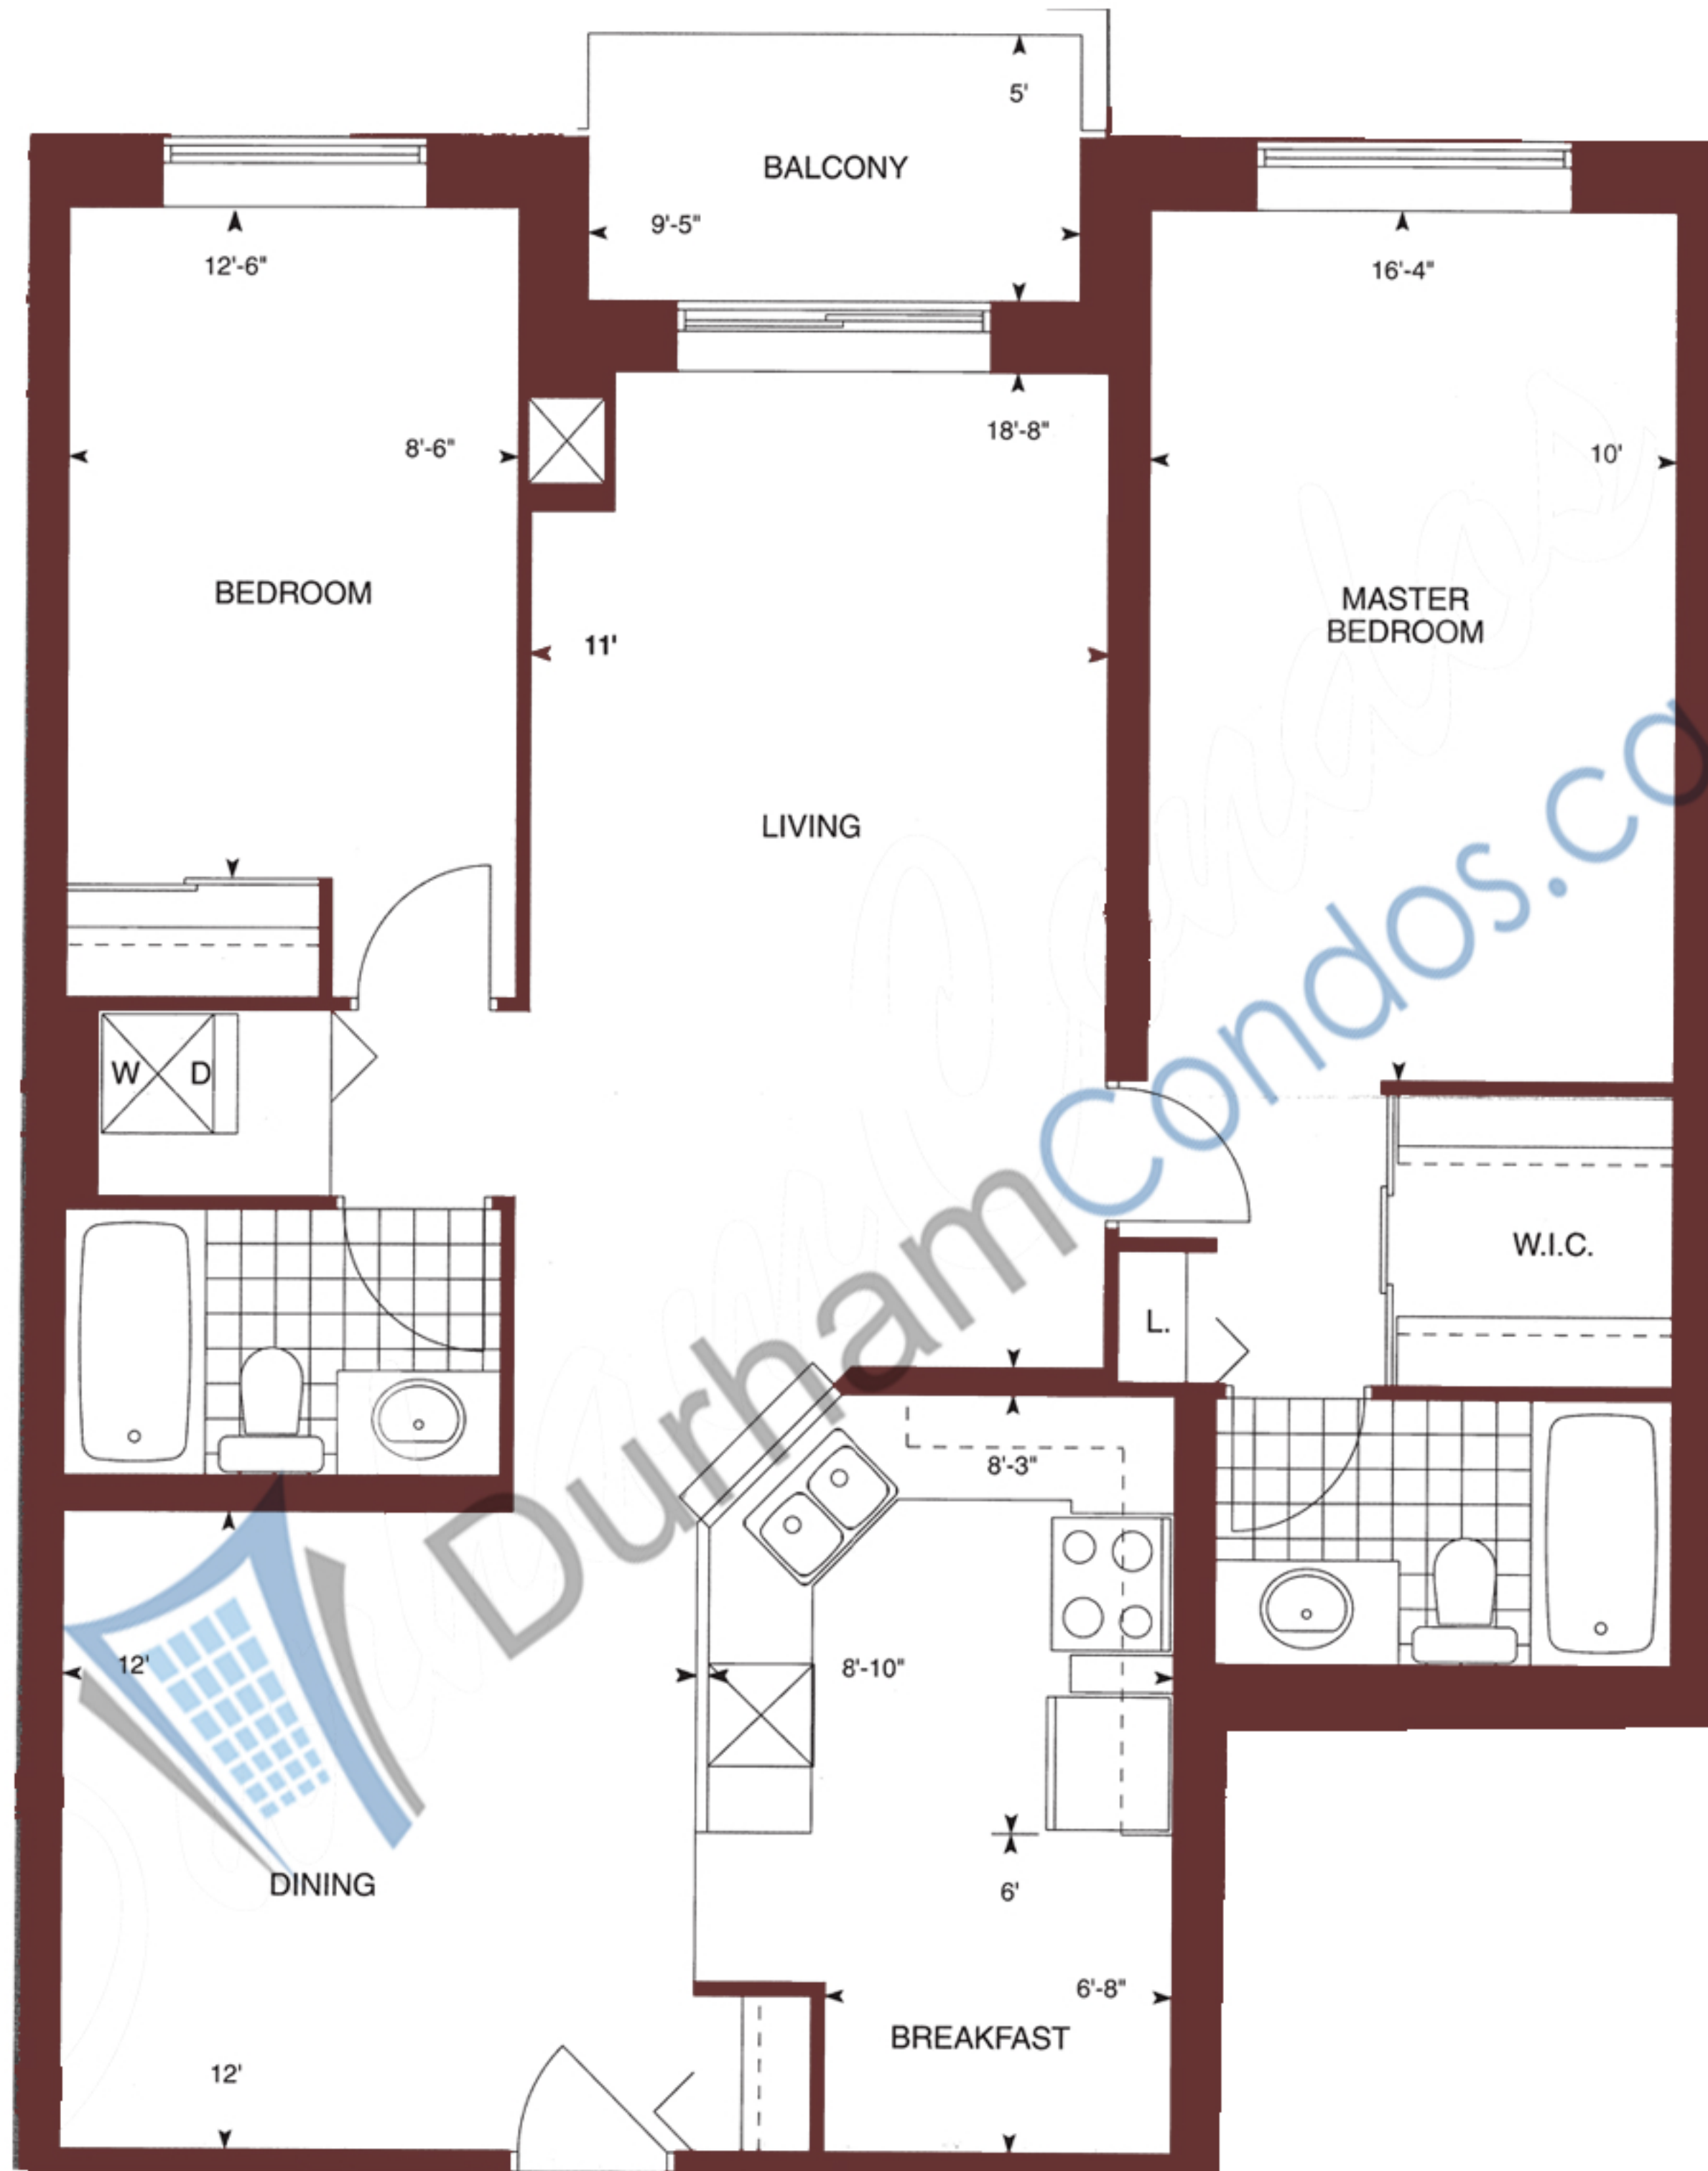 5'
BALCONY
9'-5"
12'-6"
16'-4"
18'-8"
8'-6"
10'
BEDROOM
MASTER
BEDROOM
11'
LIVING
W D
W.I.C.
L.
DurhamCondos.ca
8'-3"
12'
8'-10"
DINING
6'
6'-8"
BREAKFAST
12'